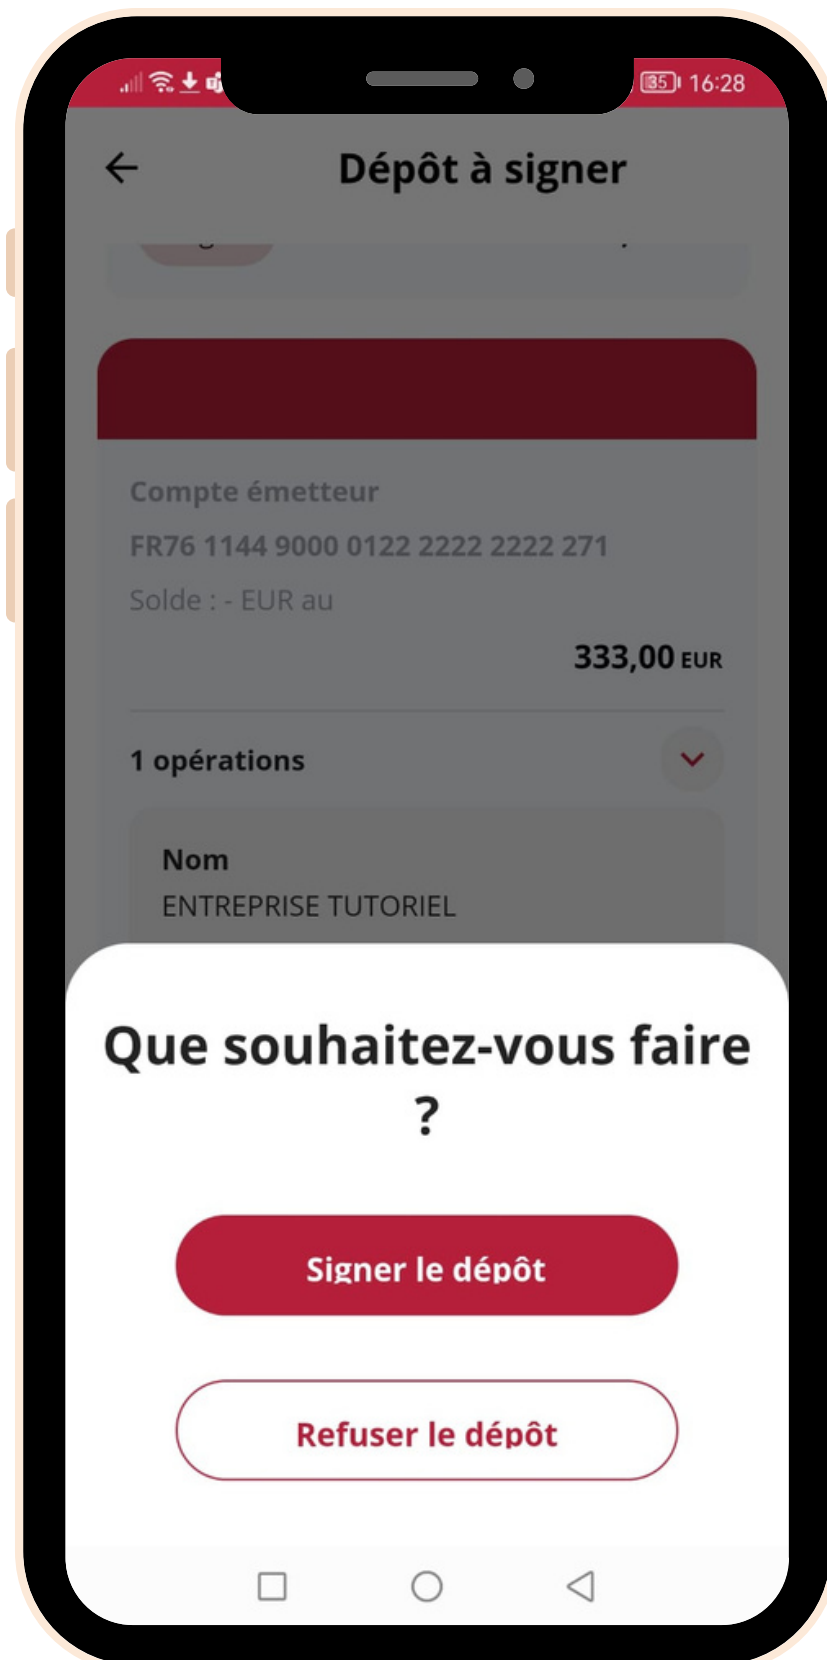 35 16:28
Dépôt à signer
Compte émetteur
FR76 1144 9000 0122 2222 2222 271
Solde : - EUR au
333,00 EUR
1 opérations
Nom
ENTREPRISE TUTORIEL
Que souhaitez-vous faire
?
Signer le dépôt
Refuser le dépôt